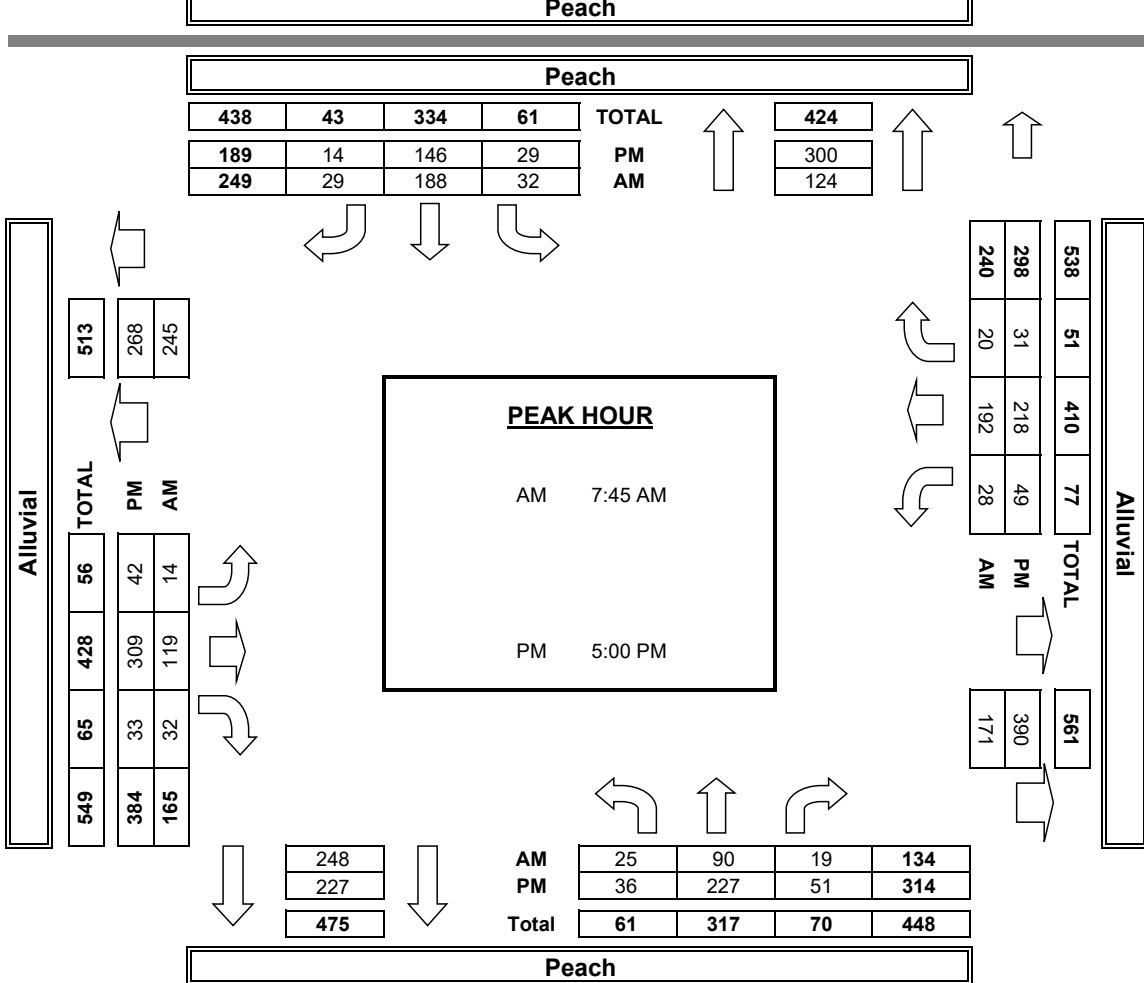 Peach
Peach
438 43 334 61 TOTAL 424
189 14 146 29 PM 300
249 29 188 32 AM 124
Alluvial
513
268
245
TOTAL PM AM
56 42 14
428 309 119
65 33 32
549 384 165
PEAK HOUR
AM 7:45 AM
PM 5:00 PM
240 298 538
20 31 51
192 218 410
28 49 77
AM PM TOTAL
171 390 561
Alluvial
248 AM 25 90 19 134
227 PM 36 227 51 314
475 Total 61 317 70 448
Peach